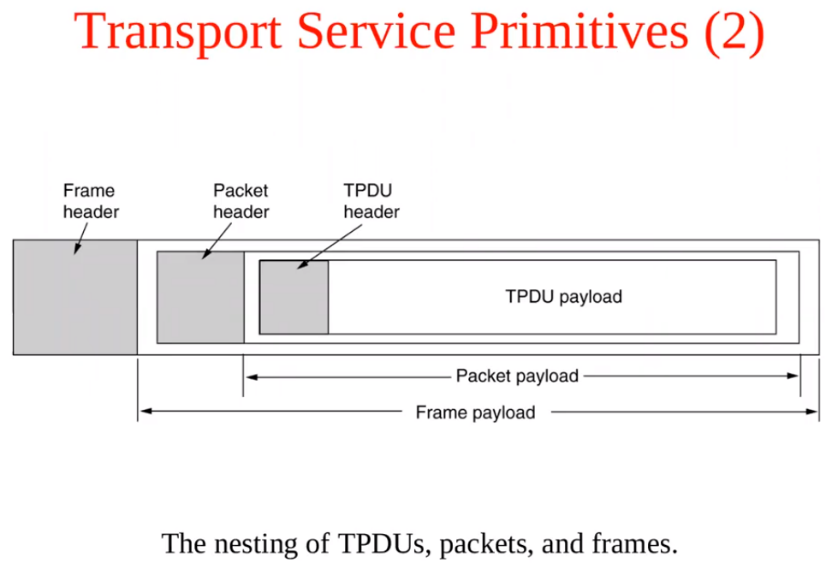 Transport Service Primitives (2)
Frame
header
Packet
header
TPDU
header
TPDU payload
Packet payload
Frame payload
The nesting of TPDUs, packets, and frames.